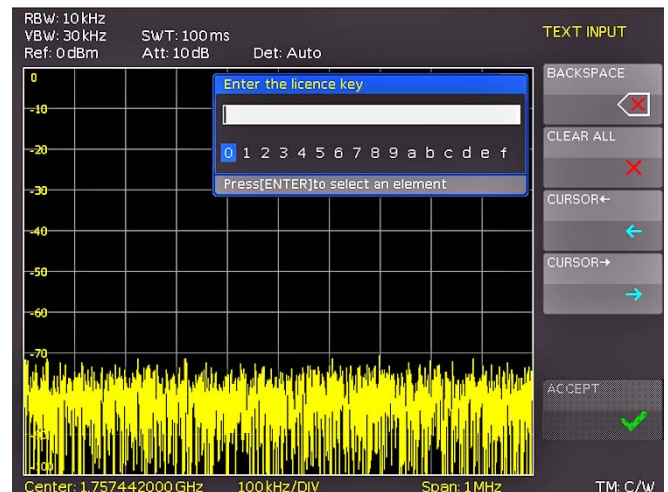 RBW: 10 kHz
VBW: 30 kHz SWT: 100 ms
Ref: 0 dBm Att: 10 dB Det: Auto
TEXT INPUT
BACKSPACE
CLEAR ALL
CURSOR←
CURSOR→
ACCEPT
Enter the licence key
0 1 2 3 4 5 6 7 8 9 a b c d e f
Press[ENTER]to select an element
0
-10
-20
-30
-40
-50
-60
-70
-100
Center: 1.757442000 GHz 100 kHz/DIV Span: 1 MHz TM: C/W